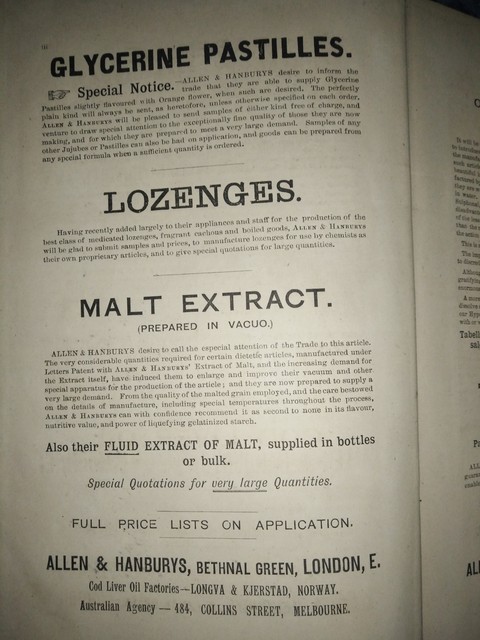 GLYCERINE PASTILLES.
☞ Special Notice.—ALLEN & HANBURYS desire to inform the
trade that they are able to supply Glycerine
Pastilles slightly flavoured with Orange flower, when such are desired. The perfectly
plain kind will always be sent, as heretofore, unless otherwise specified on each order.
ALLEN & HANBURYS will be pleased to send samples of either kind free of charge, and
venture to draw special attention to the exceptionally fine quality of those they are now
making, and for which they are prepared to meet a very large demand. Samples of any
other Jujubes or Pastilles can also be had on application, and goods can be prepared from
any special formula when a sufficient quantity is ordered.
LOZENGES.
Having recently added largely to their appliances and staff for the production of the
best class of medicated lozenges, fragrant cachous and boiled goods, ALLEN & HANBURYS
will be glad to submit samples and prices, to manufacture lozenges for use by chemists as
their own proprietary articles, and to give special quotations for large quantities.
MALT EXTRACT.
(PREPARED IN VACUO.)
ALLEN & HANBURYS desire to call the especial attention of the Trade to this article.
The very considerable quantities required for certain dietetic articles, manufactured under
Letters Patent with ALLEN & HANBURYS' Extract of Malt, and the increasing demand for
the Extract itself, have induced them to enlarge and improve their vacuum and other
special apparatus for the production of the article; and they are now prepared to supply a
very large demand. From the quality of the malted grain employed, and the care bestowed
on the details of manufacture, including special temperatures throughout the process,
ALLEN & HANBURYS can with confidence recommend it as second to none in its flavour,
nutritive value, and power of liquefying gelatinized starch.
Also their FLUID EXTRACT OF MALT, supplied in bottles
or bulk.
Special Quotations for very large Quantities.
FULL PRICE LISTS ON APPLICATION.
ALLEN & HANBURYS, BETHNAL GREEN, LONDON, E.
Cod Liver Oil Factories—LONGVA & KJERSTAD, NORWAY.
Australian Agency — 484, COLLINS STREET, MELBOURNE.